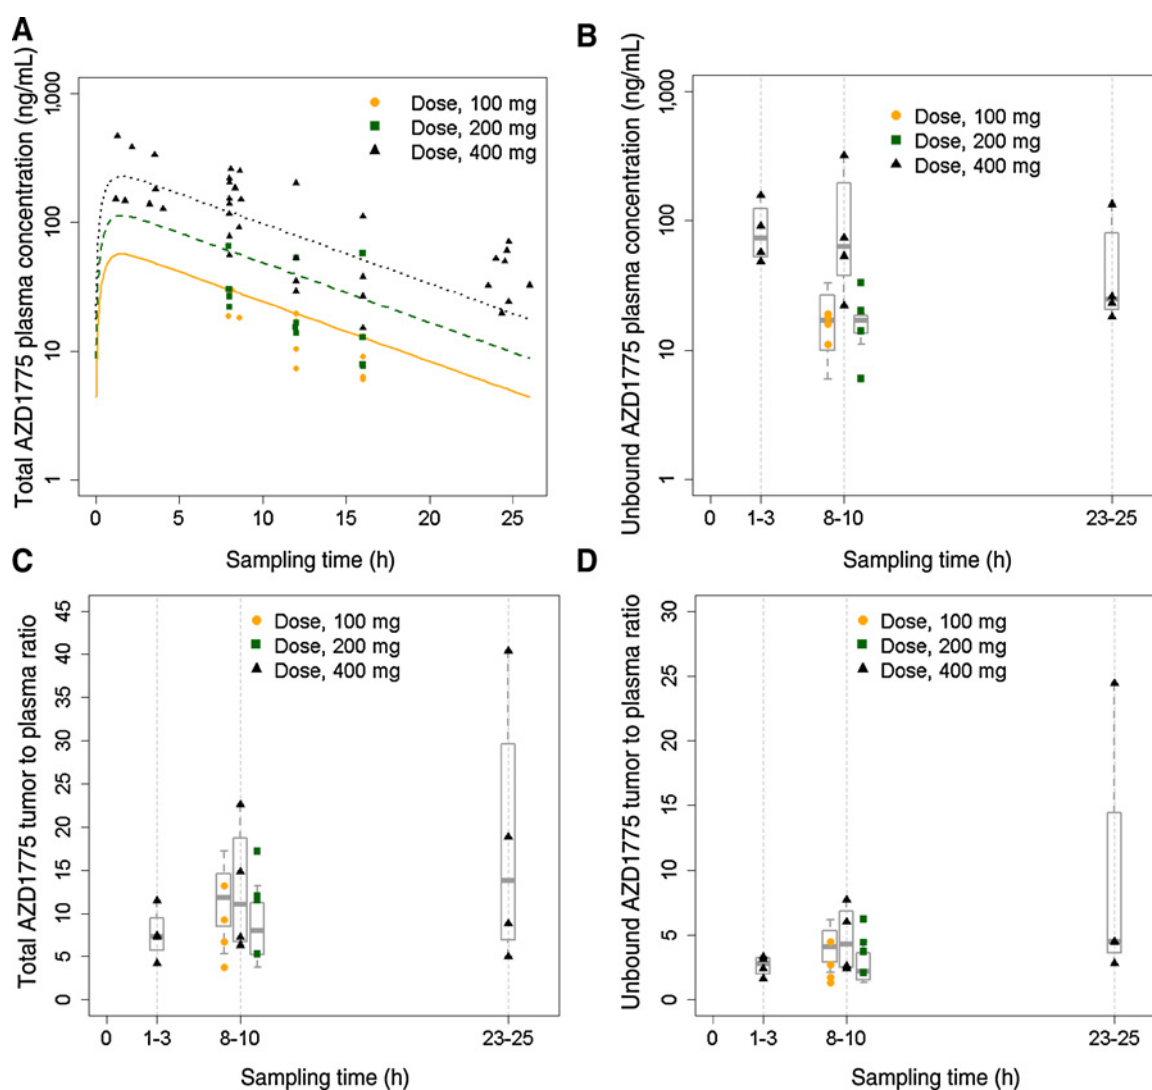 A
Total AZD1775 plasma concentration (ng/mL)
1,000
100
10
1
Dose, 100 mg
Dose, 200 mg
Dose, 400 mg
0 5 10 15 20 25
Sampling time (h)
B
Unbound AZD1775 plasma concentration (ng/mL)
1,000
100
10
1
Dose, 100 mg
Dose, 200 mg
Dose, 400 mg
0 1-3 8-10 23-25
Sampling time (h)
C
Total AZD1775 tumor to plasma ratio
45
40
35
30
25
20
15
10
5
0
Dose, 100 mg
Dose, 200 mg
Dose, 400 mg
0 1-3 8-10 23-25
Sampling time (h)
D
Unbound AZD1775 tumor to plasma ratio
30
25
20
15
10
5
0
Dose, 100 mg
Dose, 200 mg
Dose, 400 mg
0 1-3 8-10 23-25
Sampling time (h)